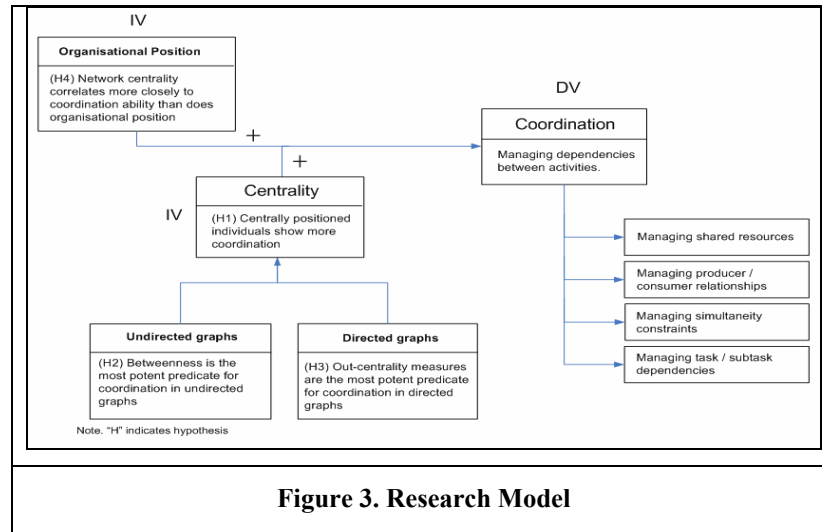 IV
Organisational Position
(H4) Network centrality
correlates more closely to
coordination ability than does
organisational position
+
+
DV
Coordination
Managing dependencies
between activities.
IV
Centrality
(H1) Centrally positioned
individuals show more
coordination
Managing shared resources
Managing producer /
consumer relationships
Managing simultaneity
constraints
Managing task / subtask
dependencies
Undirected graphs
(H2) Betweenness is the
most potent predicate for
coordination in undirected
graphs
Directed graphs
(H3) Out-centrality measures
are the most potent predicate
for coordination in directed
graphs
Note. "H" indicates hypothesis
Figure 3. Research Model